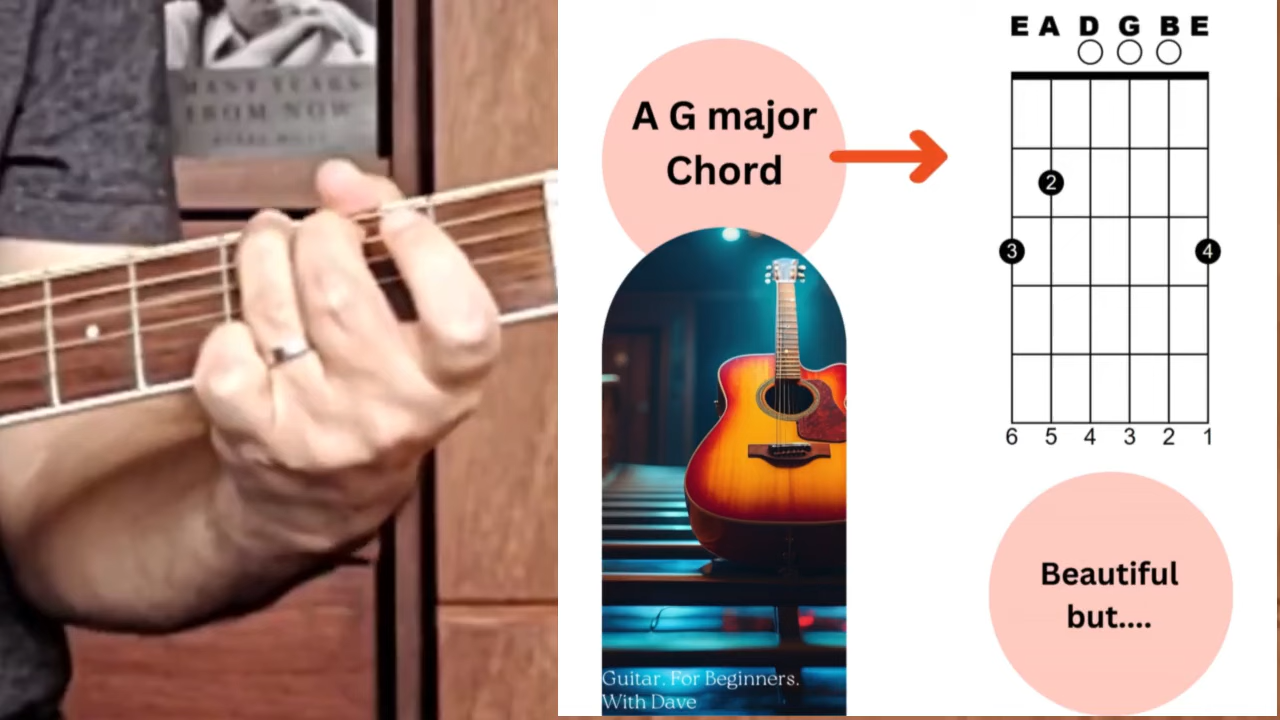 MANY YEARS
FROM NOW
A G major
Chord
E A D G B E
2
3 4
6 5 4 3 2 1
Guitar. For Beginners.
With Dave
Beautiful
but....